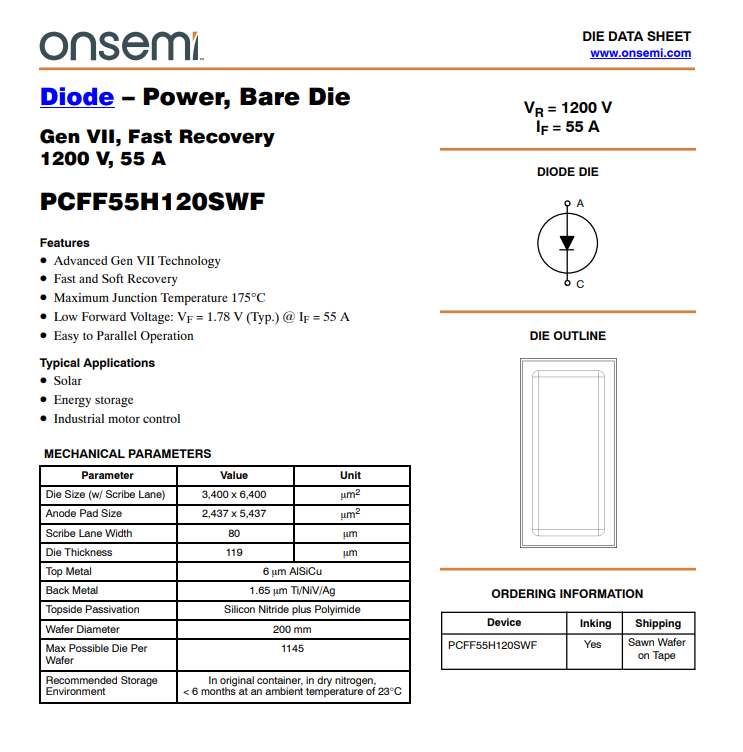 onsemi
DIE DATA SHEET
www.onsemi.com
Diode – Power, Bare Die
Gen VII, Fast Recovery
1200 V, 55 A
PCFF55H120SWF
Features
• Advanced Gen VII Technology
• Fast and Soft Recovery
• Maximum Junction Temperature 175°C
• Low Forward Voltage: VF = 1.78 V (Typ.) @ IF = 55 A
• Easy to Parallel Operation
Typical Applications
• Solar
• Energy storage
• Industrial motor control
MECHANICAL PARAMETERS
Parameter Value Unit
Die Size (w/ Scribe Lane) 3,400 x 6,400 μm2
Anode Pad Size 2,437 x 5,437 μm2
Scribe Lane Width 80 μm
Die Thickness 119 μm
Top Metal 6 μm AlSiCu
Back Metal 1.65 μm Ti/NiV/Ag
Topside Passivation Silicon Nitride plus Polyimide
Wafer Diameter 200 mm
Max Possible Die Per
Wafer
1145
Recommended Storage
Environment
In original container, in dry nitrogen,
< 6 months at an ambient temperature of 23°C
VR = 1200 V
IF = 55 A
DIODE DIE
A
C
DIE OUTLINE
ORDERING INFORMATION
Device Inking Shipping
PCFF55H120SWF Yes Sawn Wafer
on Tape